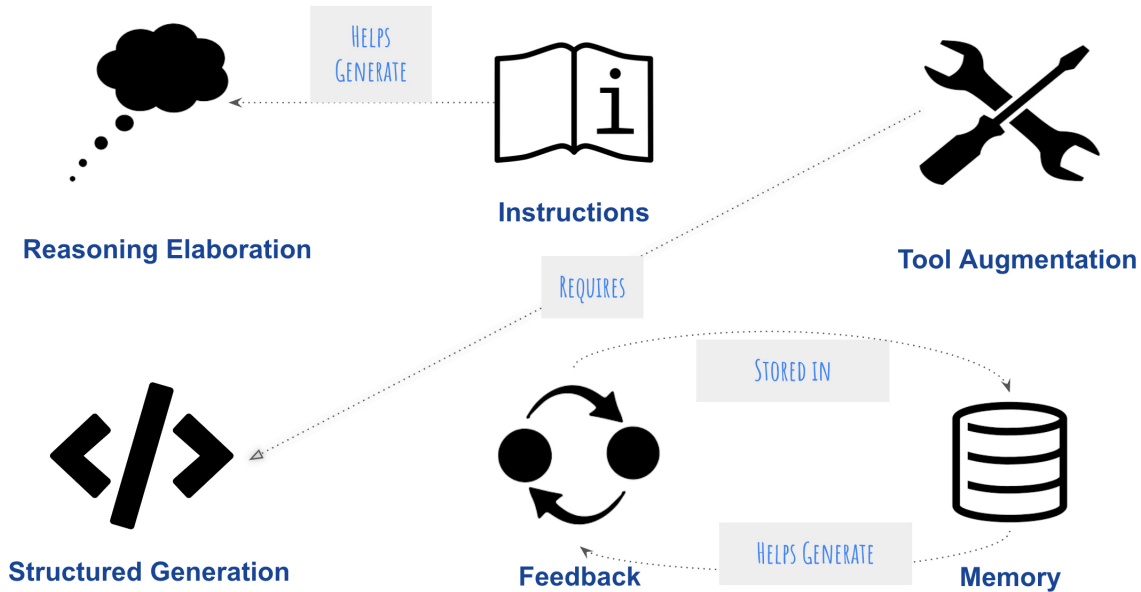 Helps
Generate
Instructions
Reasoning Elaboration
Tool Augmentation
Requires
Stored in
Structured Generation
Feedback
Helps Generate
Memory